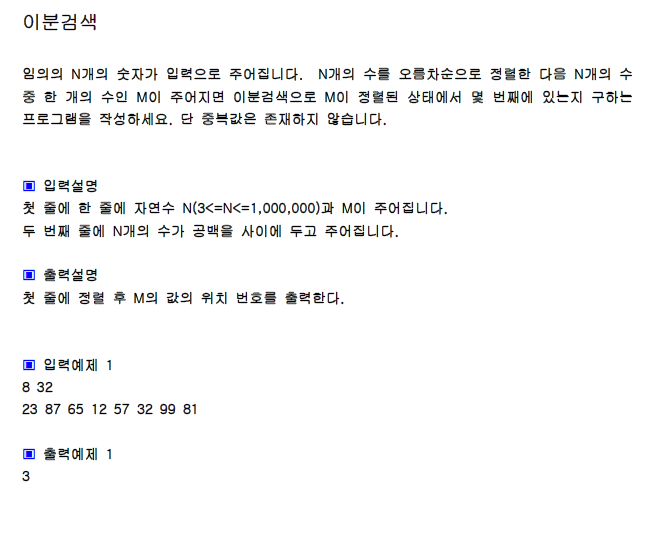 이분검색
임의의 N개의 숫자가 입력으로 주어집니다. N개의 수를 오름차순으로 정렬한 다음 N개의 수
중 한 개의 수인 M이 주어지면 이분검색으로 M이 정렬된 상태에서 몇 번째에 있는지 구하는
프로그램을 작성하세요. 단 중복값은 존재하지 않습니다.
▣ 입력설명
첫 줄에 한 줄에 자연수 N(3<=N<=1,000,000)과 M이 주어집니다.
두 번째 줄에 N개의 수가 공백을 사이에 두고 주어집니다.
▣ 출력설명
첫 줄에 정렬 후 M의 값의 위치 번호를 출력한다.
▣ 입력예제 1
8 32
23 87 65 12 57 32 99 81
▣ 출력예제 1
3